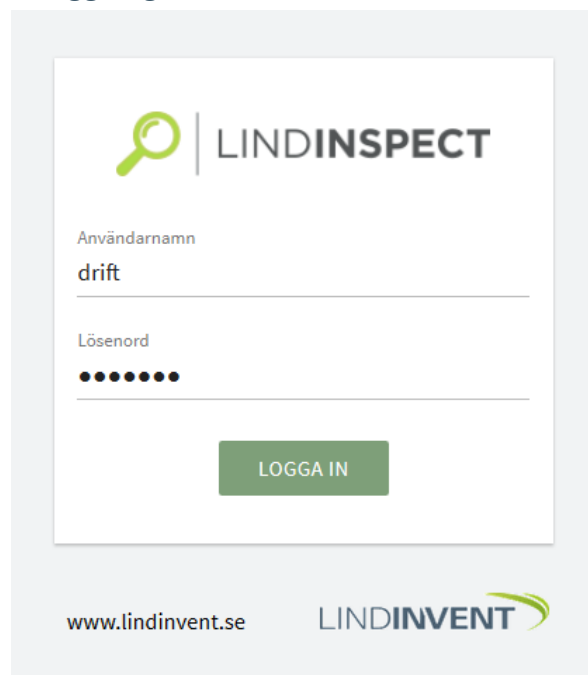 LINDINSPECT
Användarnamn
drift
Lösenord
•••••••
LOGGA IN
www.lindinvent.se
LINDINVENT